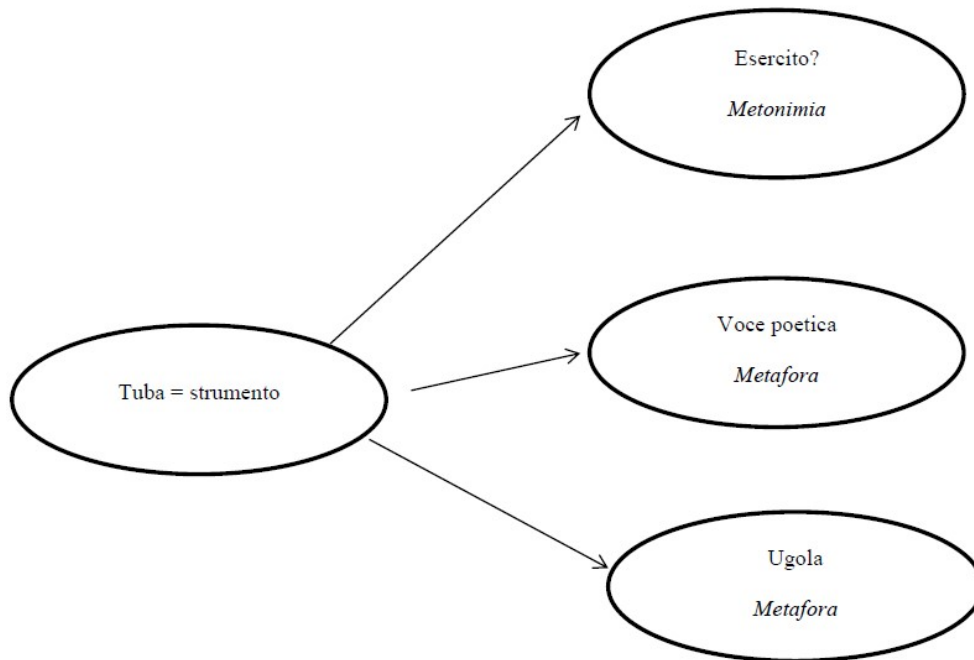 Esercito?
Metonimia
Voce poetica
Metafora
Tuba = strumento
Ugola
Metafora